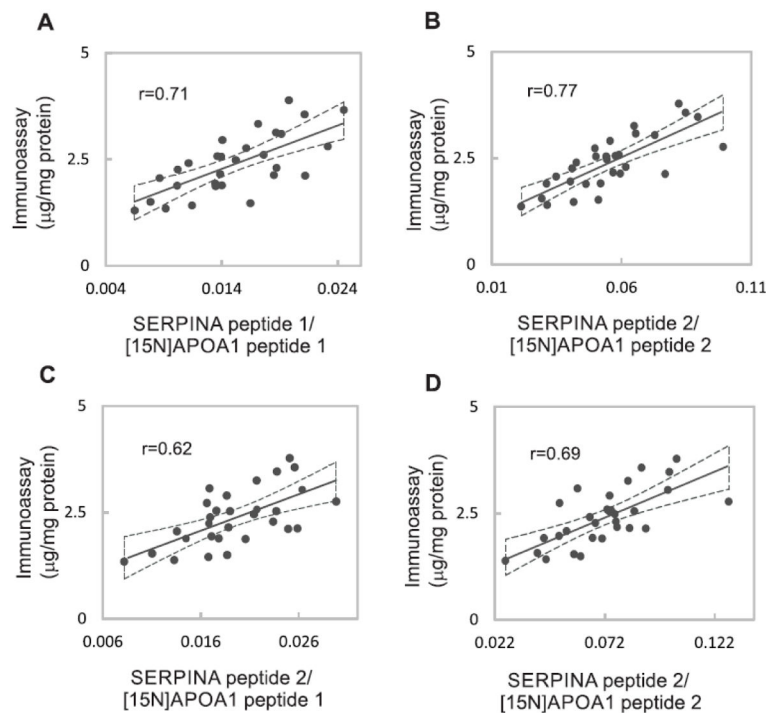 A
5
r=0.71
Immunoassay
(µg/mg protein)
2.5
0
0.004 0.014 0.024
SERPINA peptide 1/
[15N]APOA1 peptide 1
B
5
r=0.77
Immunoassay
(µg/mg protein)
2.5
0
0.01 0.06 0.11
SERPINA peptide 2/
[15N]APOA1 peptide 2
C
5
r=0.62
Immunoassay
(µg/mg protein)
2.5
0
0.006 0.016 0.026
SERPINA peptide 2/
[15N]APOA1 peptide 1
D
5
r=0.69
Immunoassay
(µg/mg protein)
2.5
0
0.022 0.072 0.122
SERPINA peptide 2/
[15N]APOA1 peptide 2